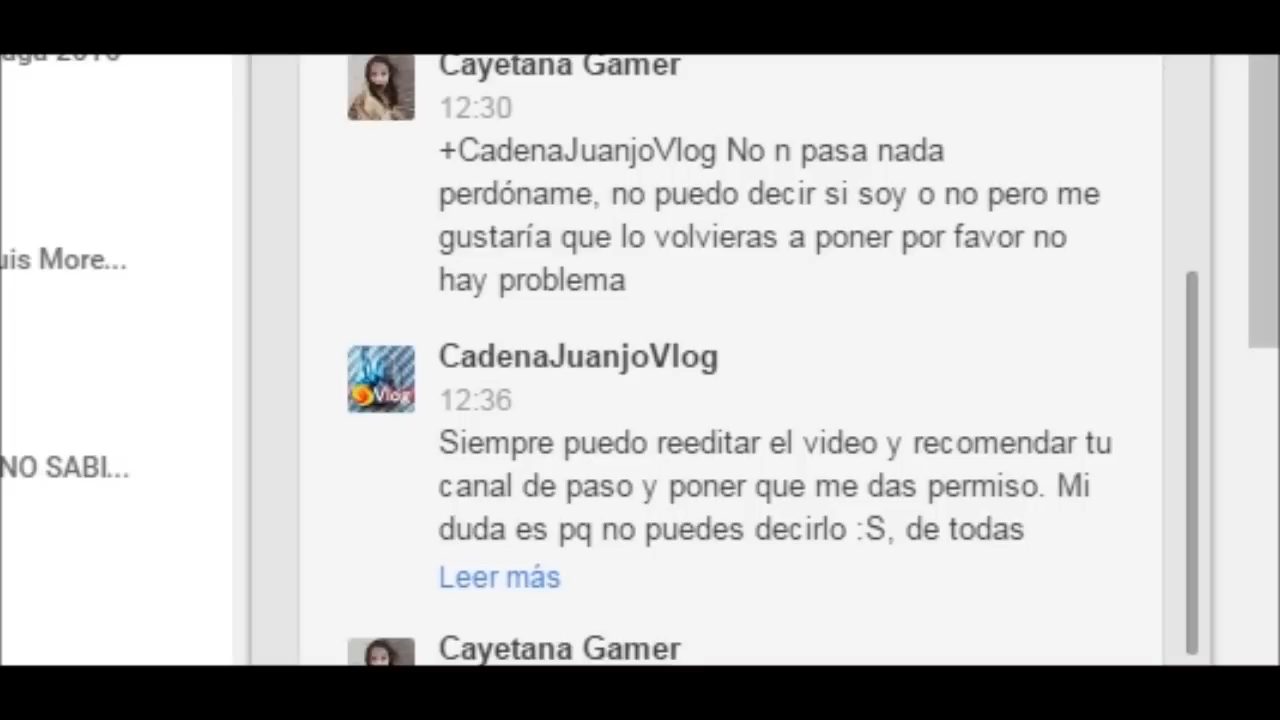 2016
Cayetana Gamer
12:30
+CadenaJuanjoVlog No n pasa nada
perdóname, no puedo decir si soy o no pero me
gustaría que lo volvieras a poner por favor no
hay problema
uis More...
CadenaJuanjoVlog
Vlog
12:36
Siempre puedo reeditar el video y recomendar tu
canal de paso y poner que me das permiso. Mi
NO SABI...
duda es pq no puedes decirlo :S, de todas
Leer más
Cayetana Gamer